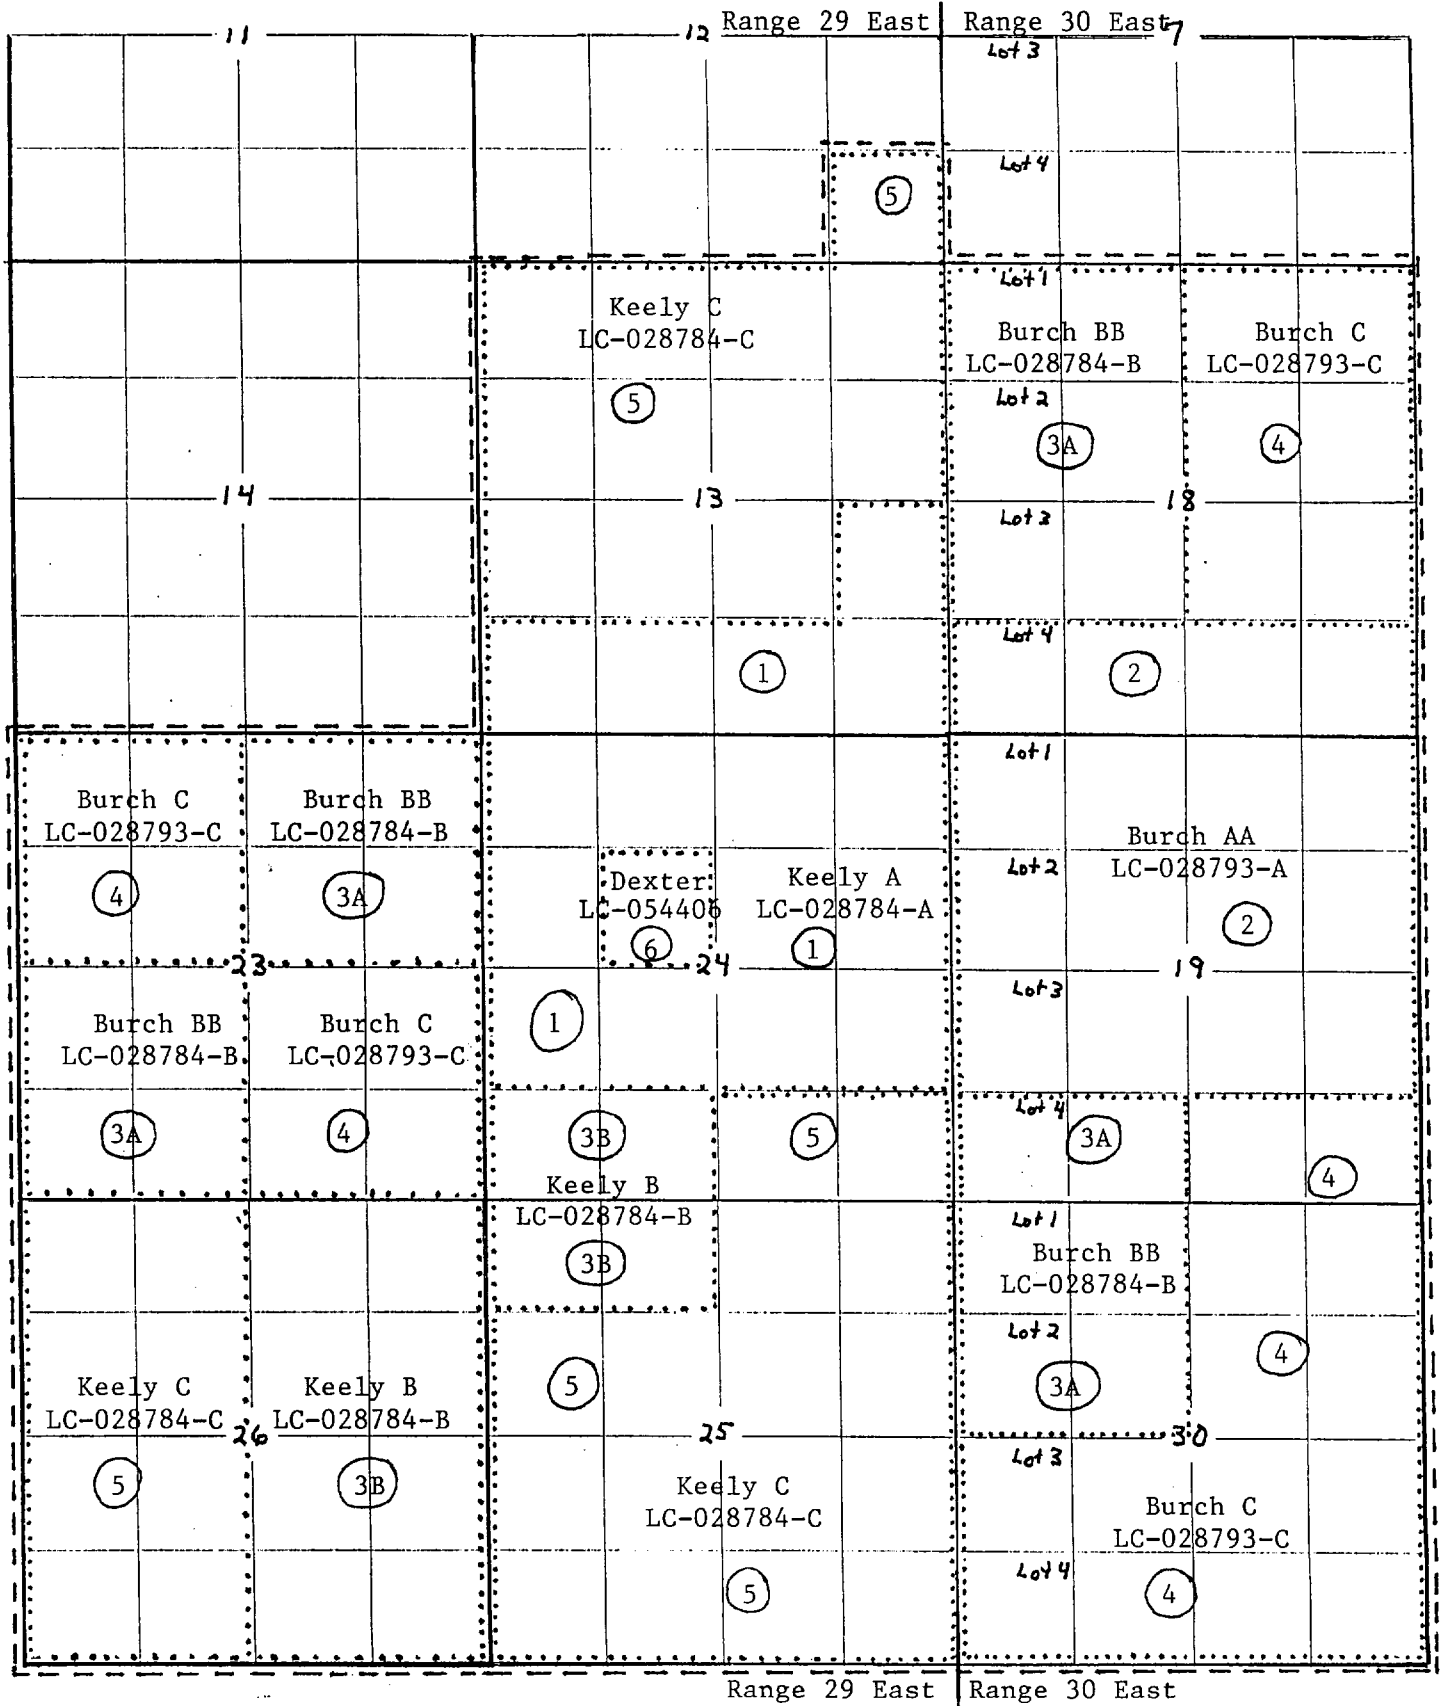 Range 29 East
Range 30 East
11
12
7
Lot 3
Lot 4
5
Lot 1
Keely C
LC-028784-C
Burch BB
LC-028784-B
Burch C
LC-028793-C
5
Lot 2
3A
4
14
13
18
Lot 3
Lot 4
1
2
Lot 1
Burch C
LC-028793-C
Burch BB
LC-028784-B
Burch AA
LC-028793-A
4
3A
Dexter
LC-054406
Keely A
LC-028784-A
Lot 2
6
1
2
23
24
19
Lot 3
1
Burch BB
LC-028784-B
Burch C
LC-028793-C
3A
4
3B
5
Lot 4
3A
4
Keely B
LC-028784-B
3B
Lot 1
Burch BB
LC-028784-B
Lot 2
4
5
3A
Keely C
LC-028784-C
Keely B
LC-028784-B
26
25
30
Lot 3
5
3B
Keely C
LC-028784-C
Burch C
LC-028793-C
5
Lot 4
4
Range 29 East
Range 30 East